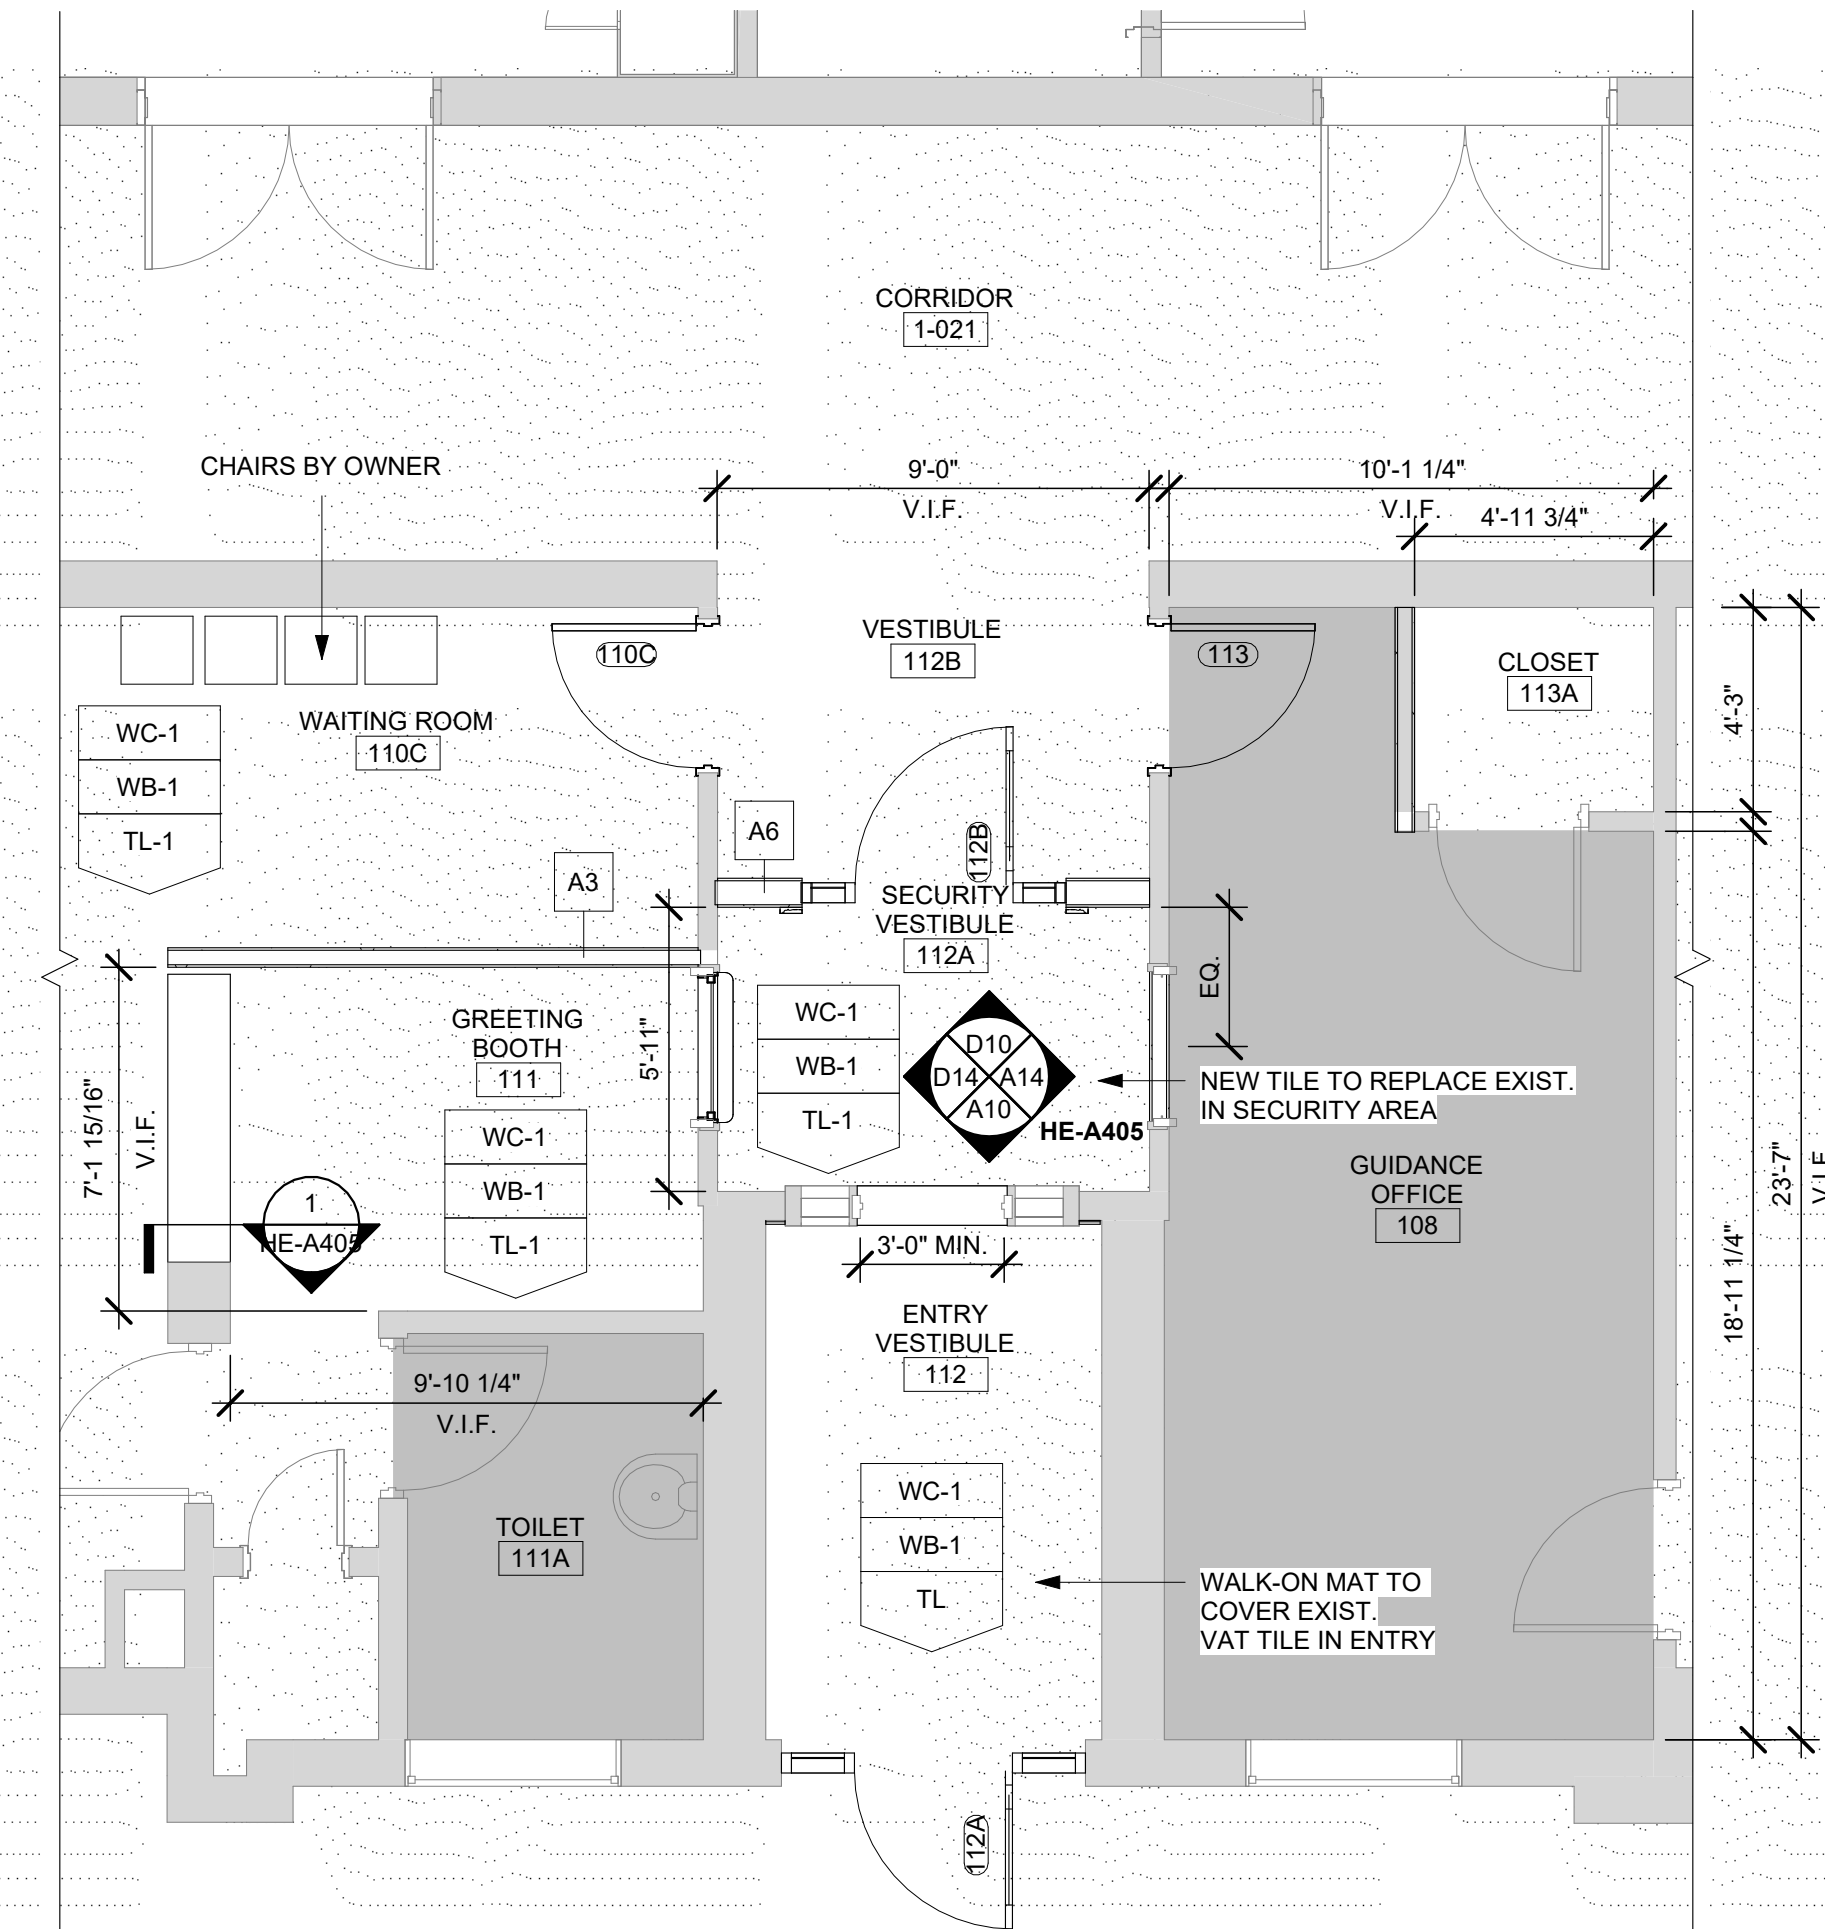 CORRIDOR
1-021
CHAIRS BY OWNER
9'-0"
V.I.F.
10'-1 1/4"
V.I.F.
4'-11 3/4"
110C
VESTIBULE
112B
113
CLOSET
113A
4'-3"
WAITING ROOM
110C
WC-1
WB-1
TL-1
A6
112B
A3
SECURITY
VESTIBULE
112A
EQ.
GREETING
BOOTH
111
5'-11"
WC-1
WB-1
TL-1
D10
D14
A14
A10
HE-A405
NEW TILE TO REPLACE EXIST.
IN SECURITY AREA
7'-1 15/16"
V.I.F.
WC-1
WB-1
TL-1
1
HE-A405
GUIDANCE
OFFICE
108
23'-7"
V.I.F.
18'-11 1/4"
3'-0" MIN.
ENTRY
VESTIBULE
112
9'-10 1/4"
V.I.F.
WC-1
WB-1
TL
TOILET
111A
WALK-ON MAT TO
COVER EXIST.
VAT TILE IN ENTRY
112A